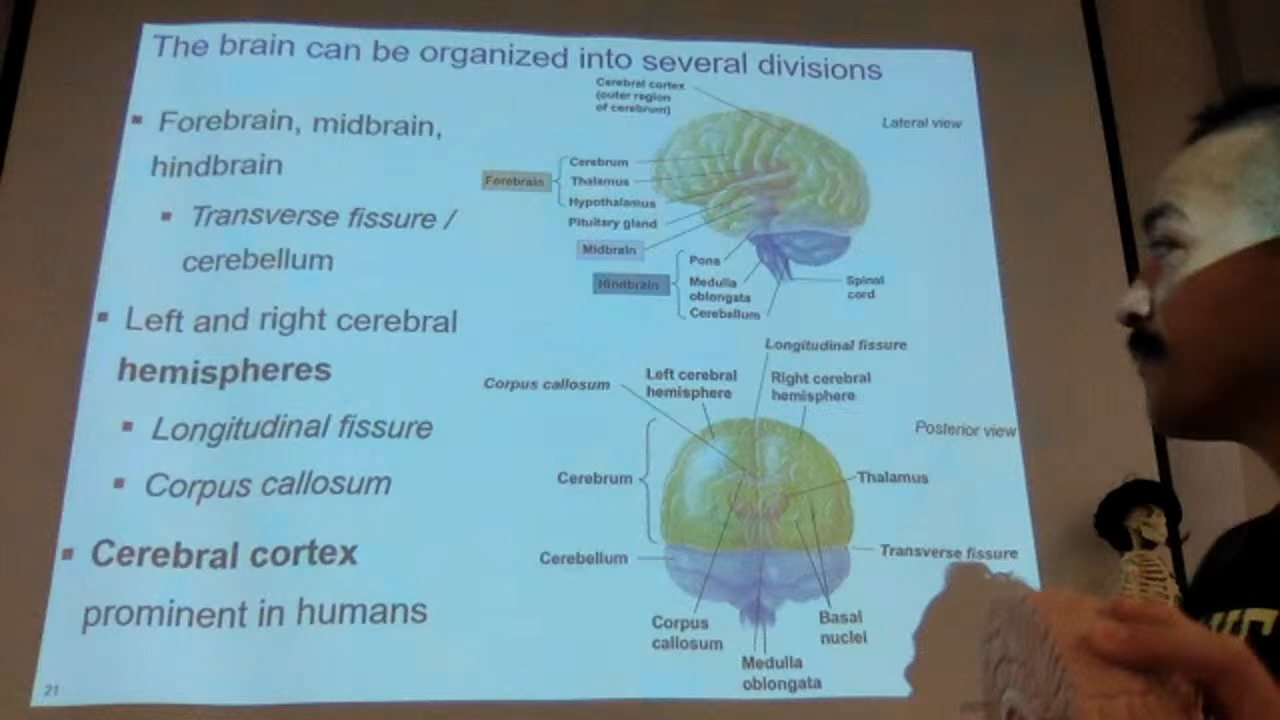 The brain can be organized into several divisions
▪ Forebrain, midbrain,
hindbrain
▪ Transverse fissure /
cerebellum
▪ Left and right cerebral
hemispheres
▪ Longitudinal fissure
▪ Corpus callosum
▪ Cerebral cortex
prominent in humans
21
Cerebral cortex
(outer region
of cerebrum)
Lateral view
Forebrain
Cerebrum
Thalamus
Hypothalamus
Pituitary gland
Midbrain
Hindbrain
Pons
Medulla
oblongata
Cerebellum
Spinal
cord
Longitudinal fissure
Corpus callosum
Left cerebral
hemisphere
Right cerebral
hemisphere
Posterior view
Cerebrum
Thalamus
Cerebellum
Transverse fissure
Corpus
callosum
Basal
nuclei
Medulla
oblongata